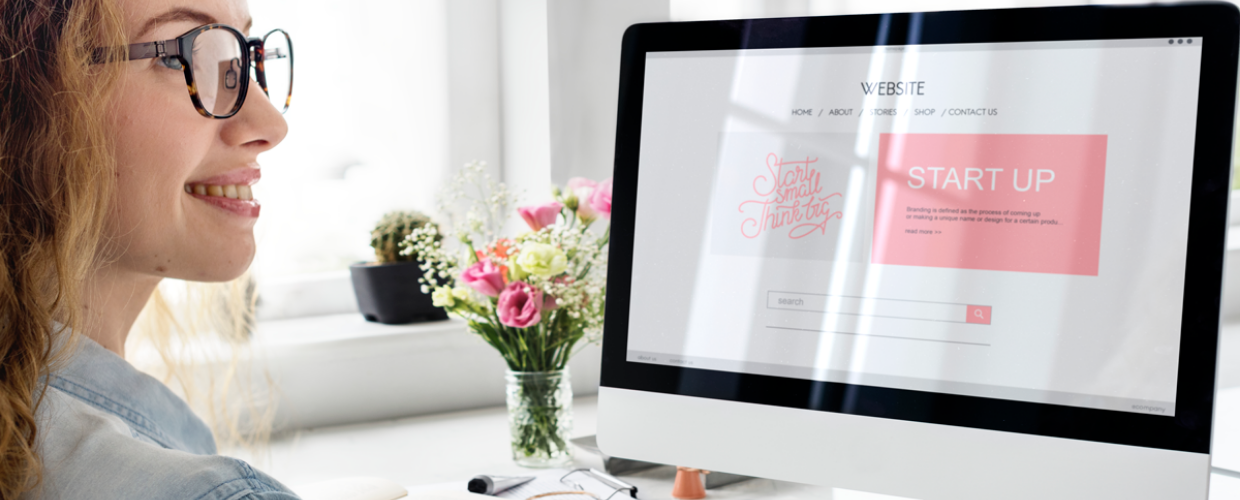 WEBSITE
HOME / ABOUT / STORIES / SHOP / CONTACT US
Start
small
Think big
START UP
Branding is defined as the process of coming up
or making a unique name or design for a certain produ...
read more >>
search